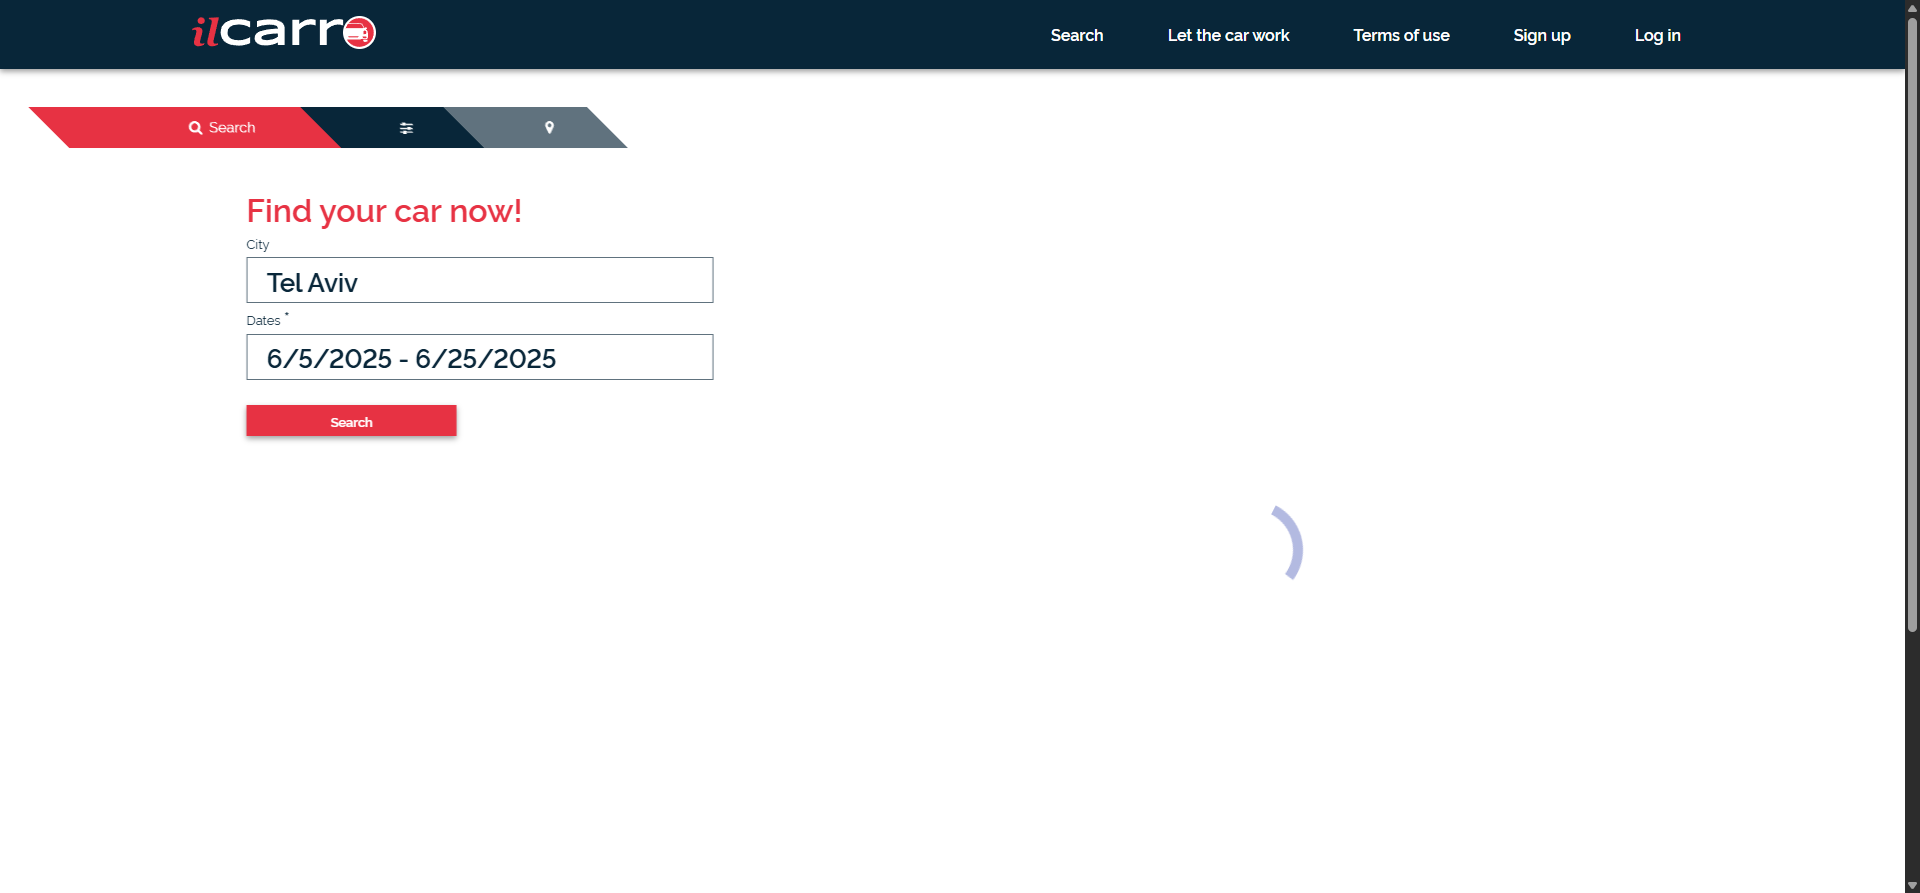 ilcarro
Search
Let the car work
Terms of use
Sign up
Log in
Search
Find your car now!
City
Tel Aviv
Dates *
6/5/2025 - 6/25/2025
Search